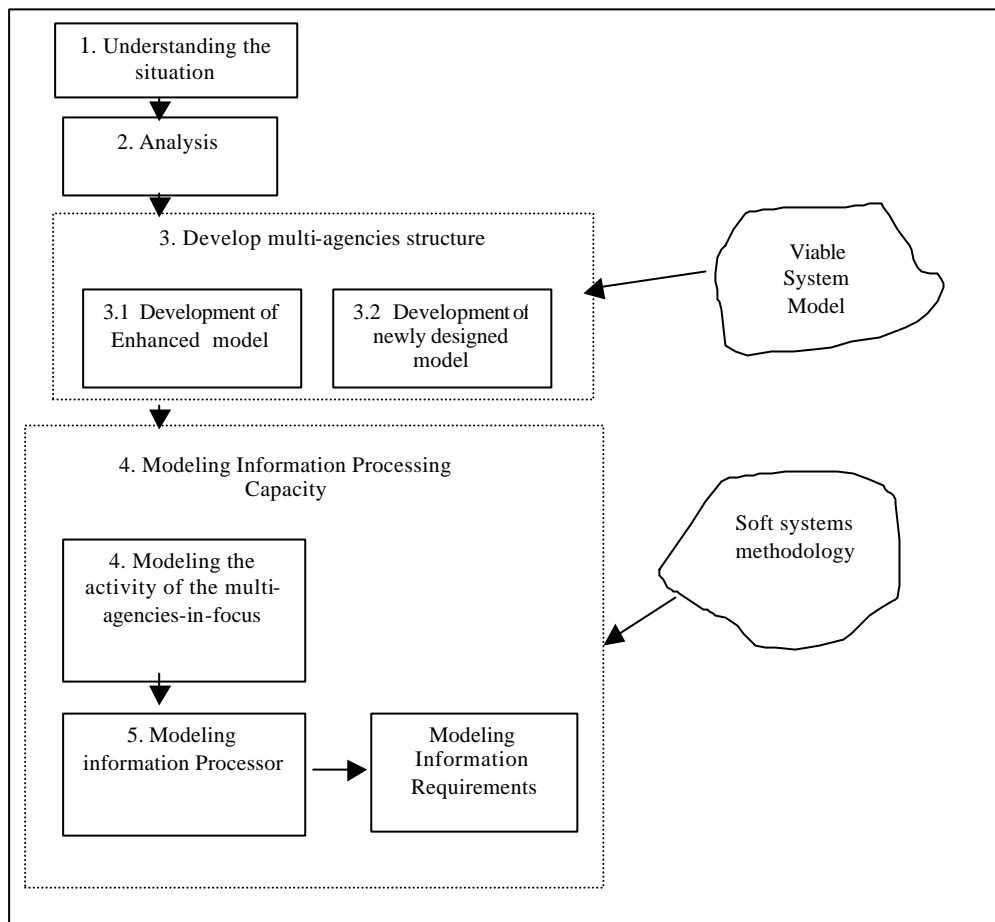 1. Understanding the
situation
2. Analysis
3. Develop multi-agencies structure
3.1 Development of
Enhanced model
3.2 Development of
newly designed
model
Viable
System
Model
4. Modeling Information Processing
Capacity
4. Modeling the
activity of the multi-
agencies-in-focus
Soft systems
methodology
5. Modeling
information Processor
Modeling
Information
Requirements